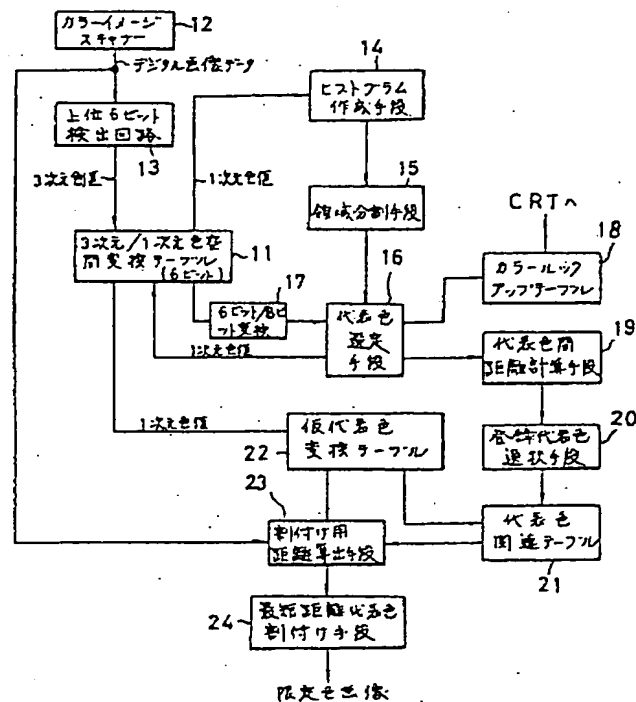 カラーイメージ
スキャナー
12
デジタル画像データ
上位6ビット
検出回路
13
3次元色値
1次元色値
14
ヒストグラム
作成手段
15
領域分割手段
CRTへ
18
カラールック
アップテーブル
3次元/1次元色空
間変換テーブル
(6ビット)
11
17
6ビット/8ビ
ット変換
16
代表色
設定
手段
1次元色値
19
代表色間
距離計算手段
1次元色値
仮代表色
変換テーブル
22
20
代表色
選択手段
23
割付け用
距離算出手段
代表色
関連テーブル
21
24
最短距離代表色
割付け手段
限定色画像